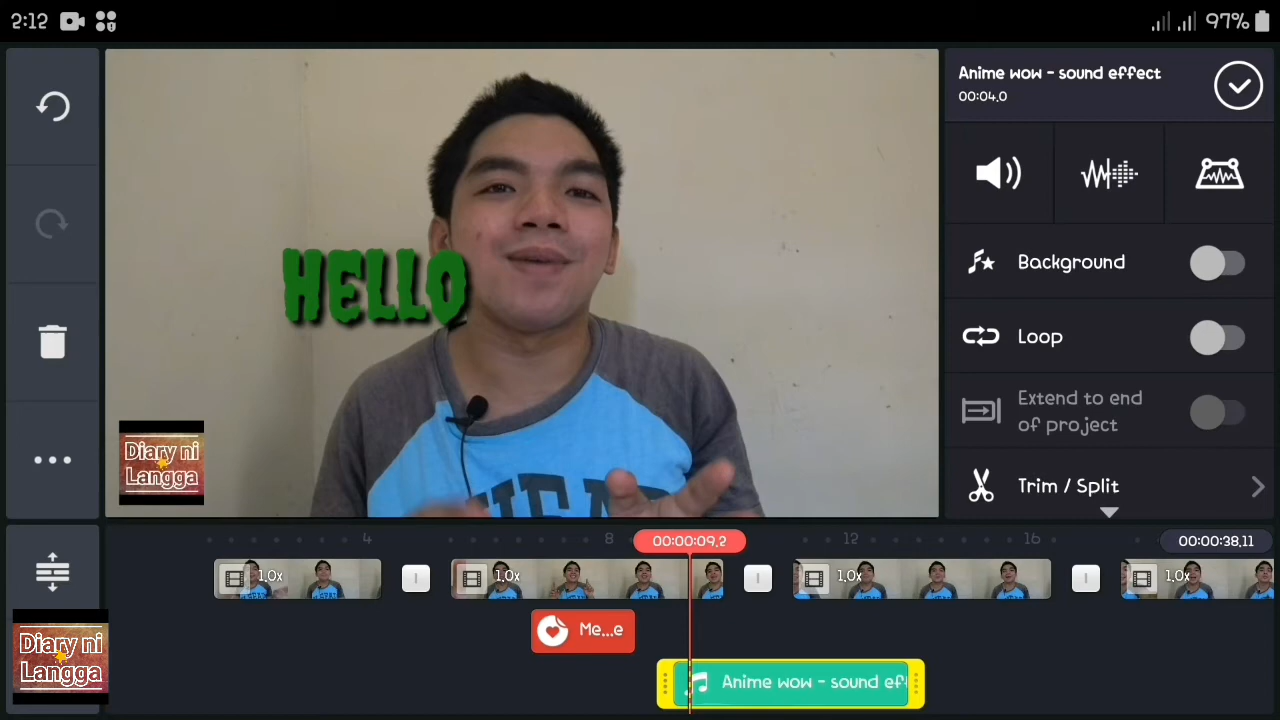 2:12
97%
Anime wow - sound effect
00:04.0
Background
Loop
Extend to end
of project
Trim / Split
HELLO
Diary ni
Langga
4
8
00:00:09.2
12
16
00:00:38.11
1.0x
1.0x
1.0x
1.0x
Me...e
Diary ni
Langga
Anime wow - sound eff